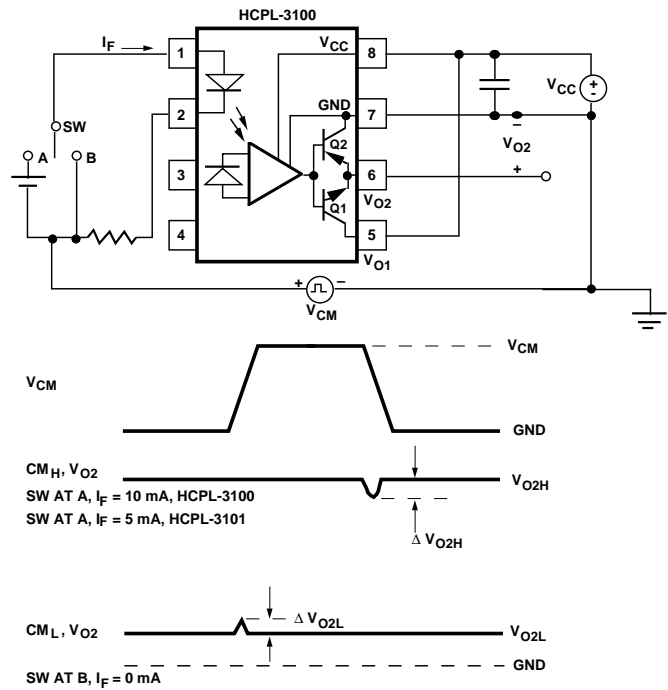 HCPL-3100
I_F
1
V_CC
8
SW
2
GND
7
V_CC
+
-
A
B
Q2
–
V_O2
3
6
+
V_O2
Q1
4
5
V_O1
+
–
V_CM
V_CM
V_CM
GND
CM_H, V_O2
SW AT A, I_F = 10 mA, HCPL-3100
SW AT A, I_F = 5 mA, HCPL-3101
V_O2H
Δ V_O2H
Δ V_O2L
CM_L, V_O2
V_O2L
GND
SW AT B, I_F = 0 mA